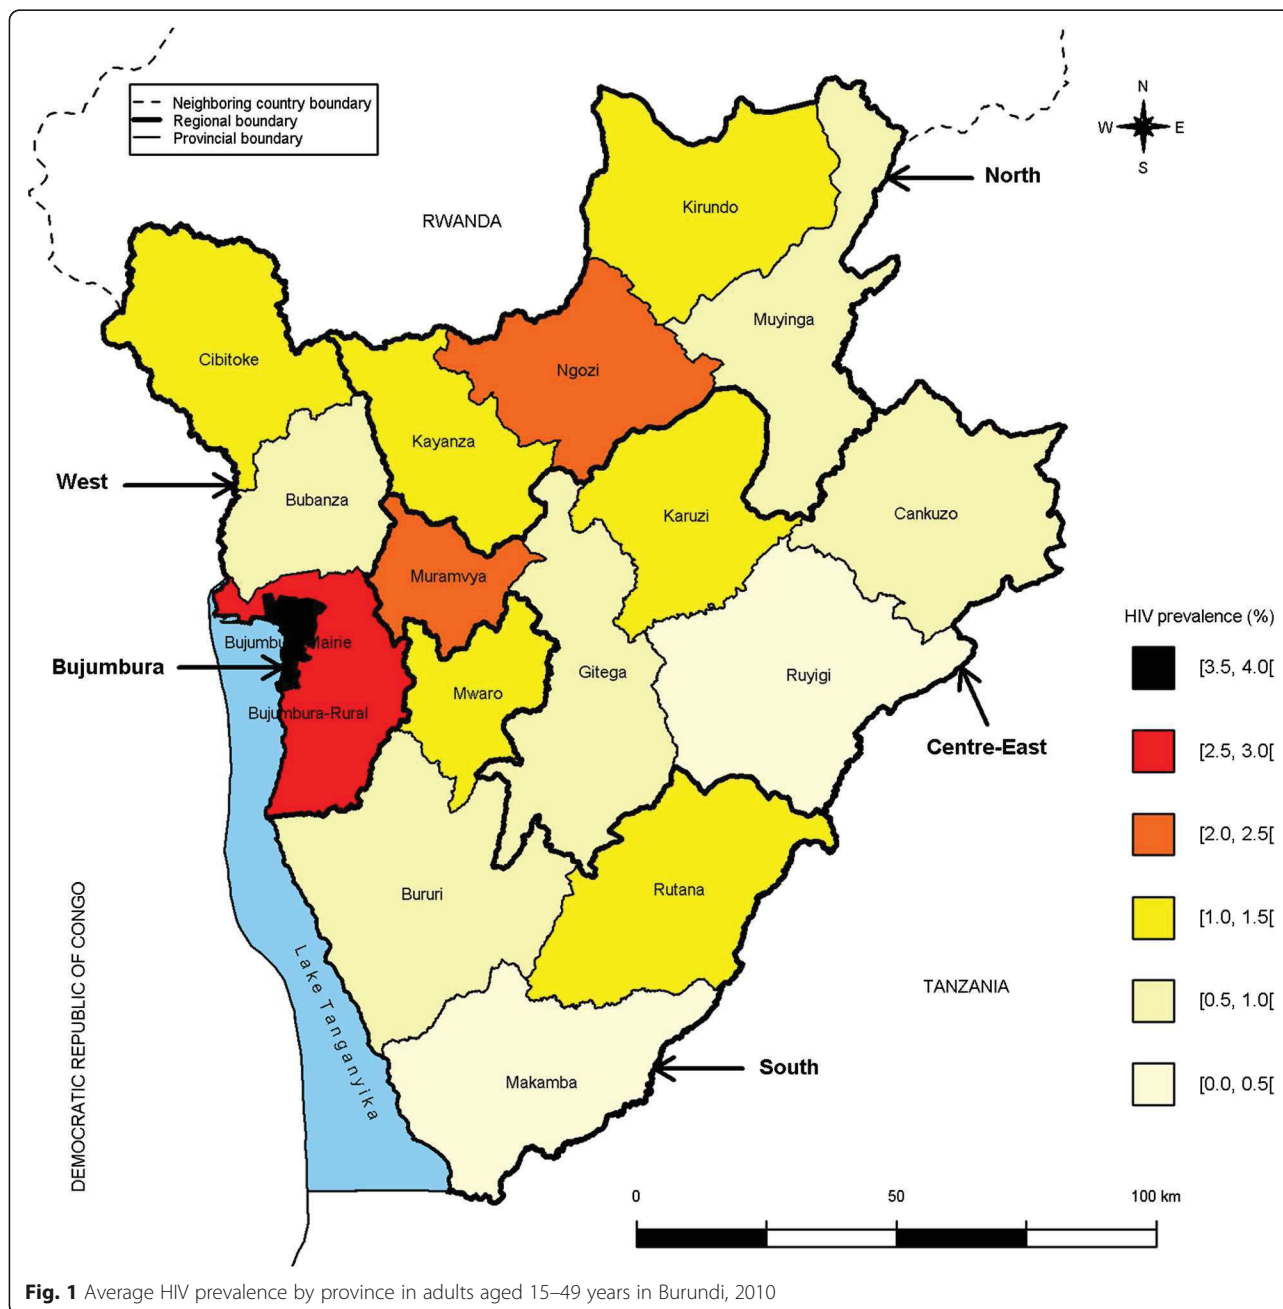 Neighboring country boundary
Regional boundary
Provincial boundary
N
W E
S
North
RWANDA
Kirundo
Muyinga
Cibitoke
Ngozi
Kayanza
West
Bubanza
Karuzi
Cankuzo
Muramvya
HIV prevalence (%)
Bujumbura Mairie
Bujumbura
[3.5, 4.0[
Gitega
Ruyigi
Mwaro
Bujumbura-Rural
Centre-East
[2.5, 3.0[
[2.0, 2.5[
Bururi
Rutana
[1.0, 1.5[
DEMOCRATIC REPUBLIC OF CONGO
Lake Tanganyika
TANZANIA
[0.5, 1.0[
South
Makamba
[0.0, 0.5[
0 50 100 km
Fig. 1 Average HIV prevalence by province in adults aged 15–49 years in Burundi, 2010